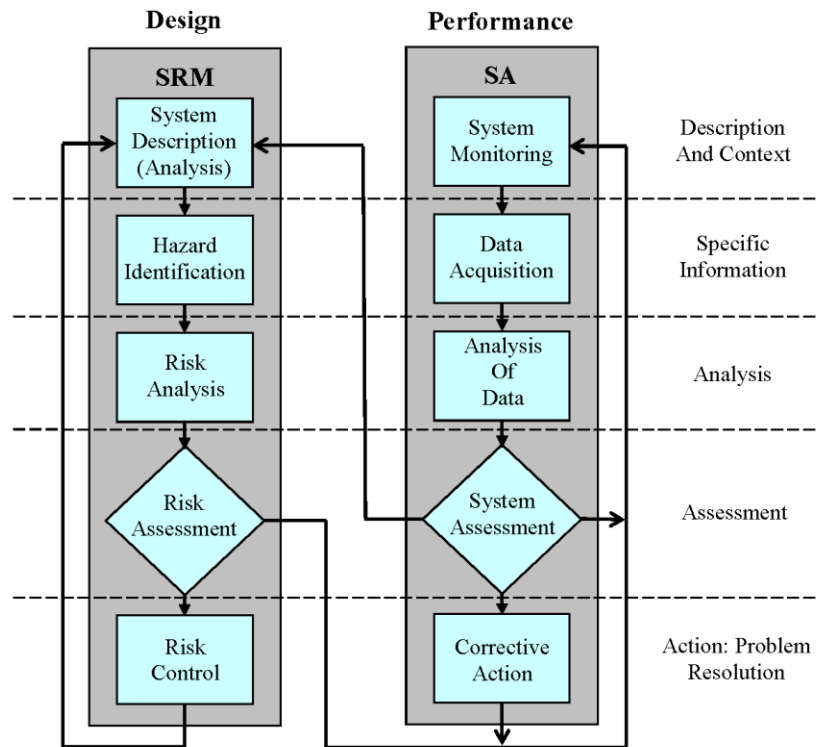 Design
Performance
SRM
SA
System
Description
(Analysis)
System
Monitoring
Description
And Context
Hazard
Identification
Data
Acquisition
Specific
Information
Risk
Analysis
Analysis
Of
Data
Analysis
Risk
Assessment
System
Assessment
Assessment
Risk
Control
Corrective
Action
Action: Problem
Resolution